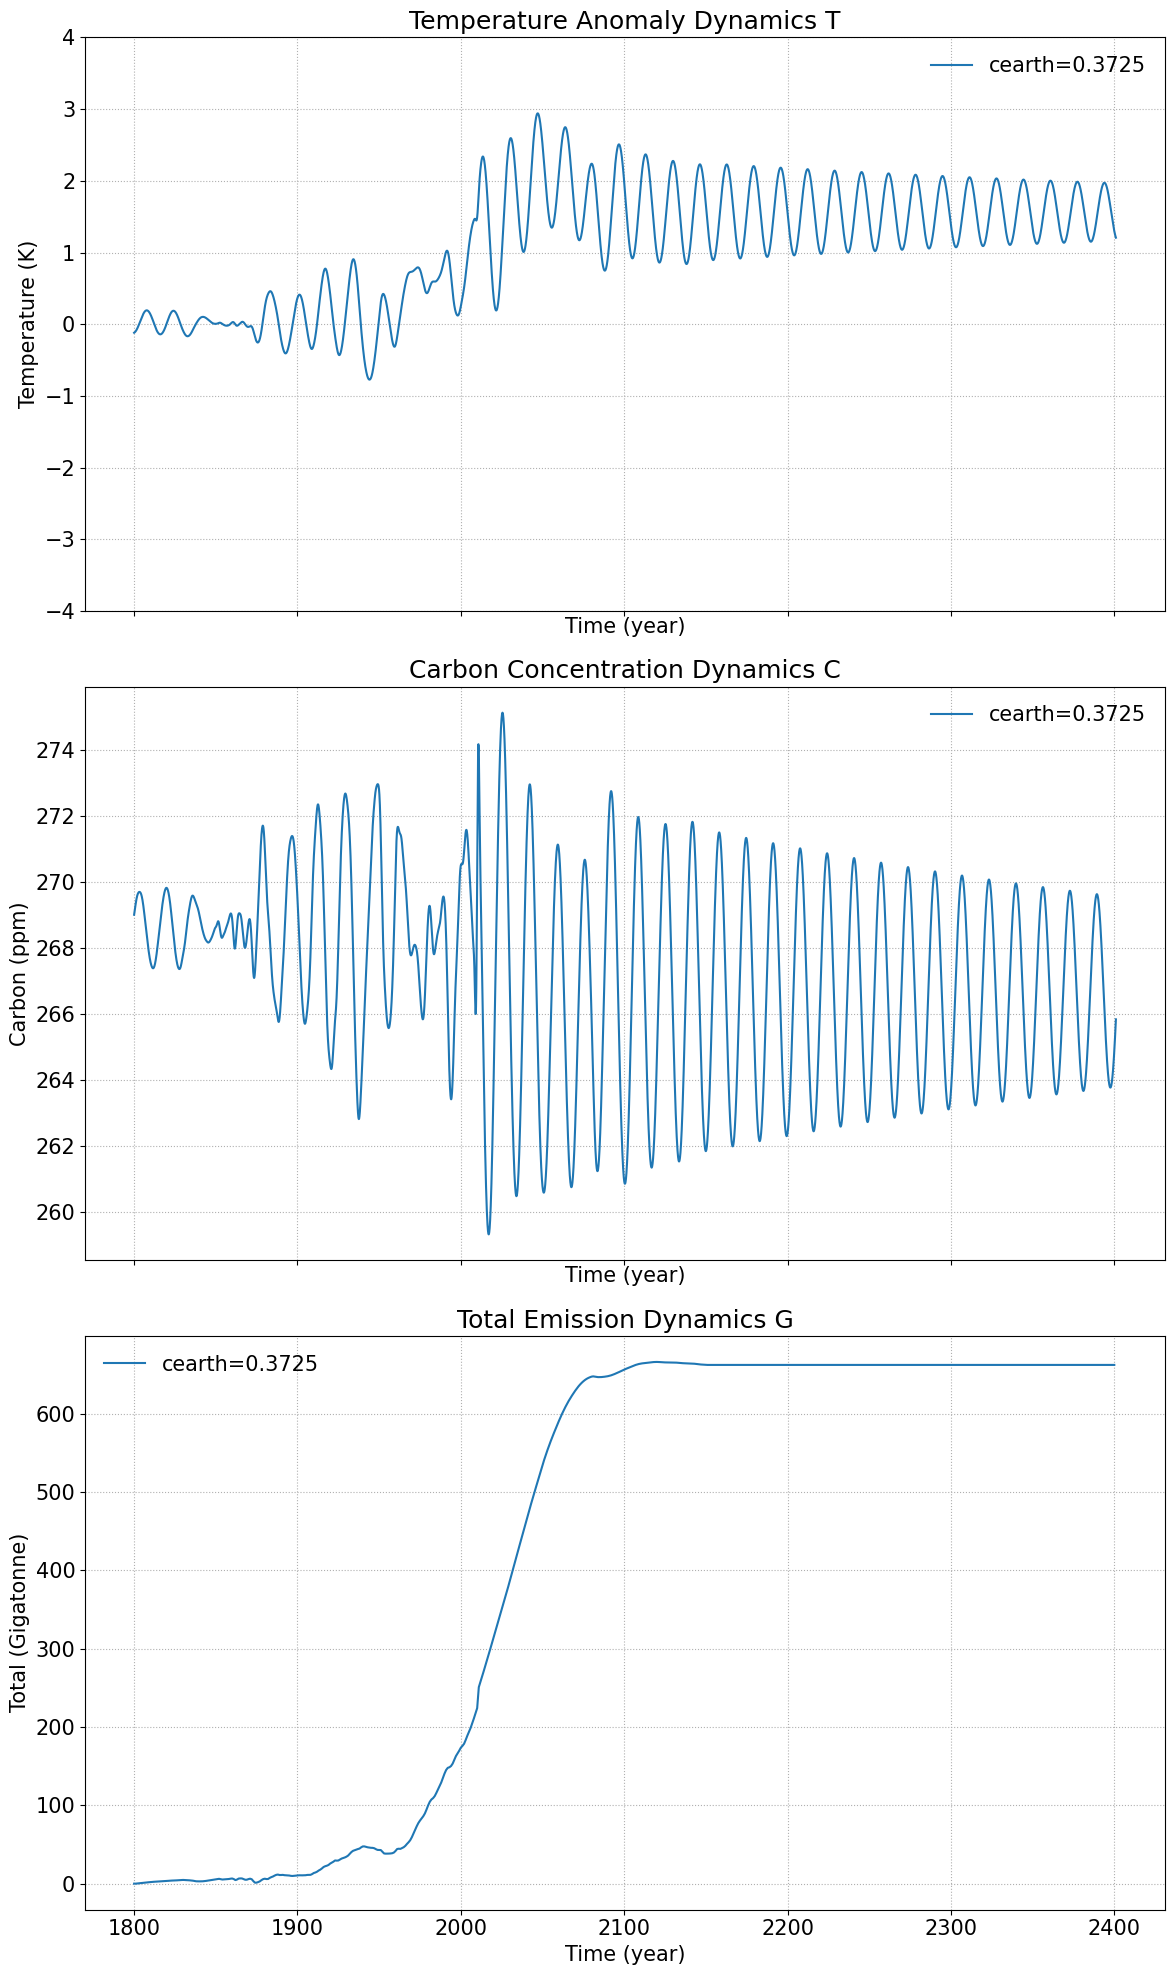 Temperature Anomaly Dynamics T
cearth=0.3725
4
3
2
1
0
−1
−2
−3
−4
Temperature (K)
Time (year)
Carbon Concentration Dynamics C
cearth=0.3725
274
272
270
268
266
264
262
260
Carbon (ppm)
Time (year)
Total Emission Dynamics G
cearth=0.3725
600
500
400
300
200
100
0
Total (Gigatonne)
1800 1900 2000 2100 2200 2300 2400
Time (year)